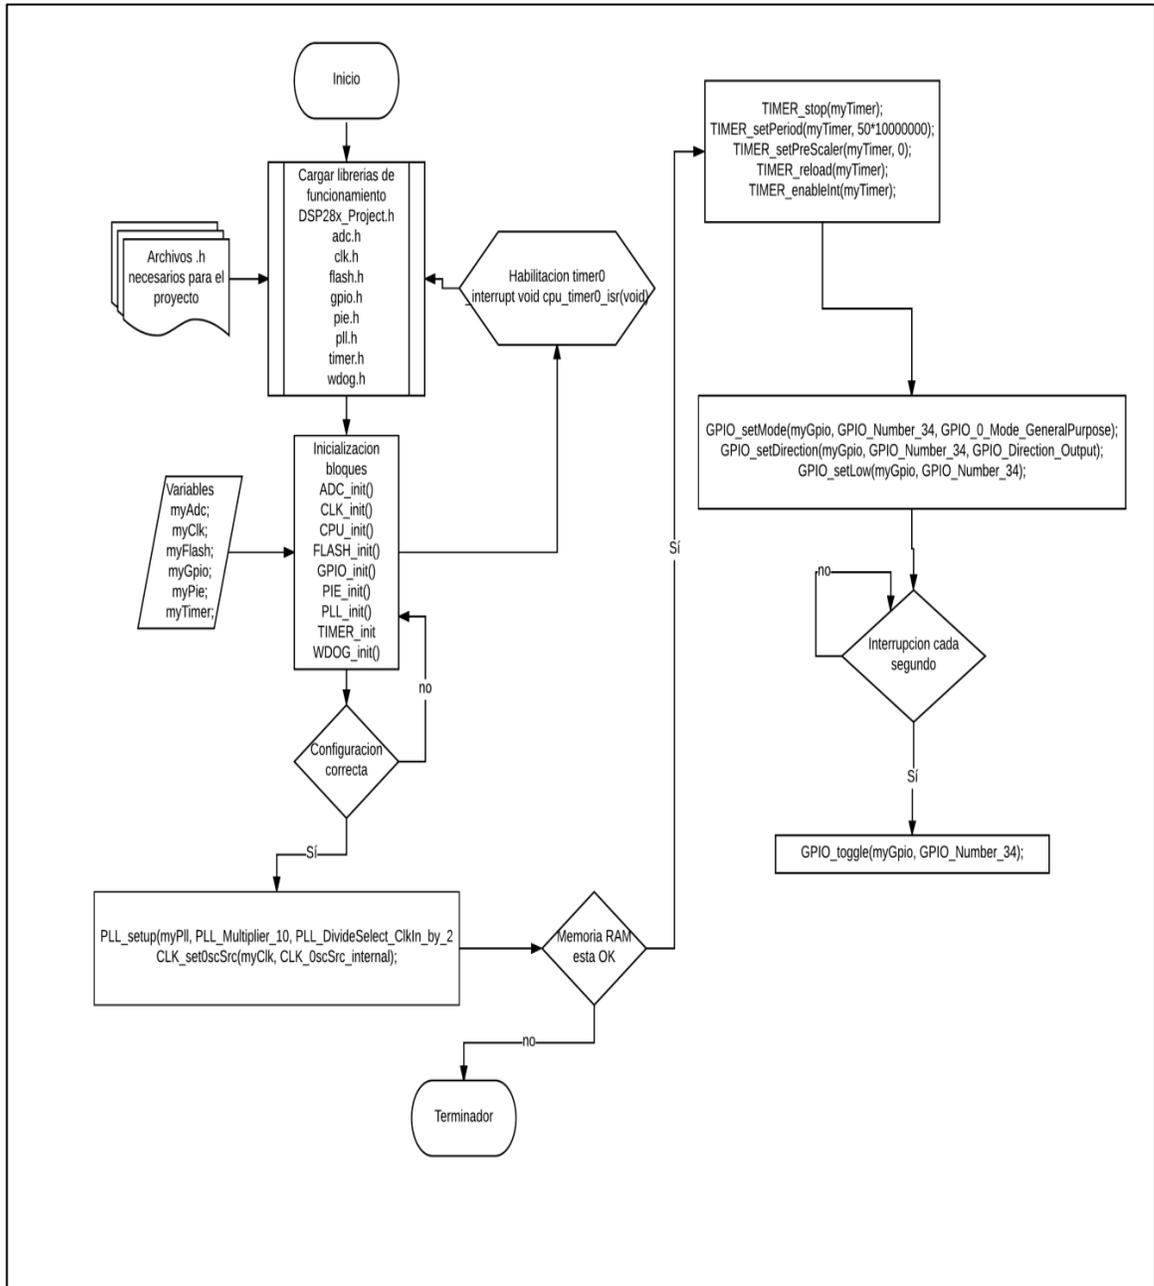 Inicio
Cargar librerias de
funcionamiento
DSP28x_Project.h
adc.h
clk.h
flash.h
gpio.h
pie.h
pll.h
timer.h
wdog.h
Archivos .h
necesarios para el
proyecto
Habilitacion timer0
_interrupt void cpu_timer0_isr(void)
Inicializacion
bloques
ADC_init()
CLK_init()
CPU_init()
FLASH_init()
GPIO_init()
PIE_init()
PLL_init()
TIMER_init
WDOG_init()
Variables
myAdc;
myClk;
myFlash;
myGpio;
myPie;
myTimer;
no
Configuracion
correcta
Sí
PLL_setup(myPll, PLL_Multiplier_10, PLL_DivideSelect_ClkIn_by_2
CLK_set0scSrc(myClk, CLK_0scSrc_internal);
Memoria RAM
esta OK
no
Terminador
Sí
TIMER_stop(myTimer);
TIMER_setPeriod(myTimer, 50*10000000);
TIMER_setPreScaler(myTimer, 0);
TIMER_reload(myTimer);
TIMER_enableInt(myTimer);
GPIO_setMode(myGpio, GPIO_Number_34, GPIO_0_Mode_GeneralPurpose);
GPIO_setDirection(myGpio, GPIO_Number_34, GPIO_Direction_Output);
GPIO_setLow(myGpio, GPIO_Number_34);
no
Interrupcion cada
segundo
Sí
GPIO_toggle(myGpio, GPIO_Number_34);